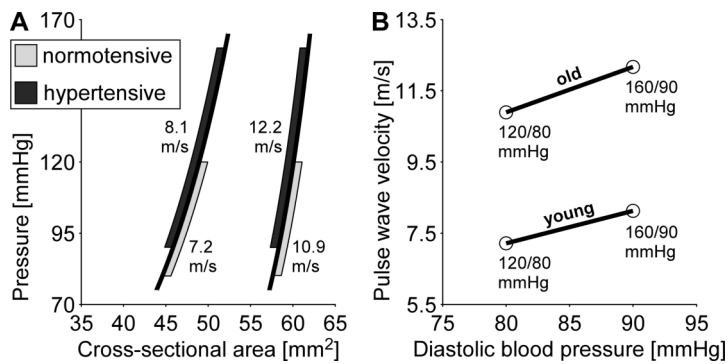 A
170
normotensive
hypertensive
120
95
70
Pressure [mmHg]
8.1
m/s
7.2
m/s
12.2
m/s
10.9
m/s
35
40
45
50
55
60
65
Cross-sectional area [mm²]
B
13.5
11.5
9.5
7.5
5.5
Pulse wave velocity [m/s]
old
120/80
mmHg
160/90
mmHg
young
120/80
mmHg
160/90
mmHg
75
80
85
90
95
Diastolic blood pressure [mmHg]